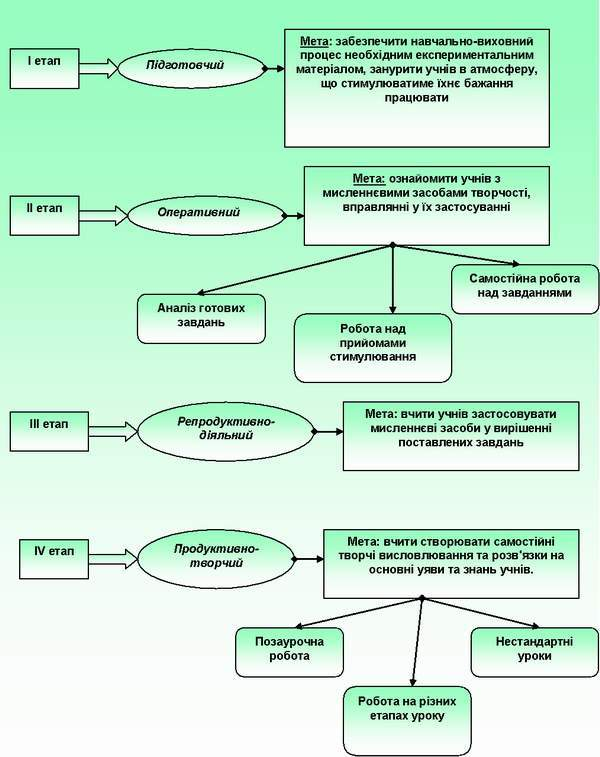 І етап
Підготовчий
Мета: забезпечити навчально-виховний
процес необхідним експериментальним
матеріалом, занурити учнів в атмосферу,
що стимулюватиме їхнє бажання
працювати
ІІ етап
Оперативний
Мета: ознайомити учнів з
мисленнєвими засобами творчості,
вправлянні у їх застосуванні
Аналіз готових
завдань
Робота над
прийомами
стимулювання
Самостійна робота
над завданнями
ІІІ етап
Репродуктивно-
діяльний
Мета: вчити учнів застосовувати
мисленнєві засоби у вирішенні
поставлених завдань
IV етап
Продуктивно-
творчий
Мета: вчити створювати самостійні
творчі висловлювання та розв'язки на
основні уяви та знань учнів.
Позаурочна
робота
Робота на різних
етапах уроку
Нестандартні
уроки